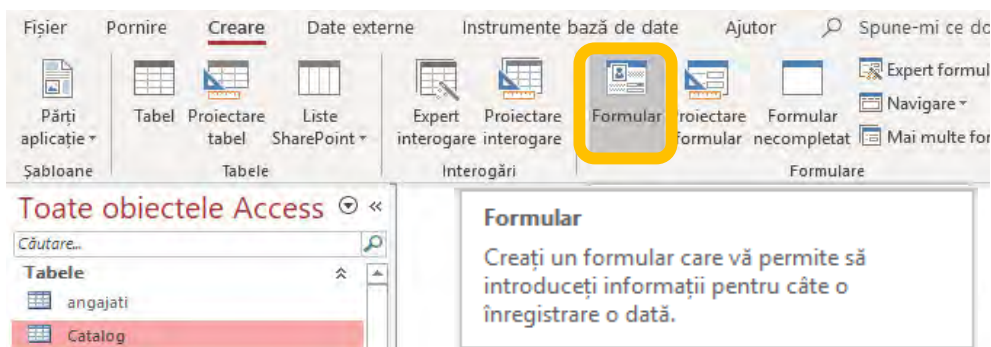 Fișier Pornire Creare Date externe Instrumente bază de date Ajutor Spune-mi ce do
Părți aplicație
Tabel
Proiectare tabel
Liste SharePoint
Expert interogare
Proiectare interogare
Formular
Proiectare formular
Formular necompletat
Expert formul
Navigare
Mai multe for
Șabloane Tabele Interogări Formulare
Toate obiectele Access
Căutare...
Tabele
angajati
Catalog
Formular
Creați un formular care vă permite să
introduceți informații pentru câte o
înregistrare o dată.